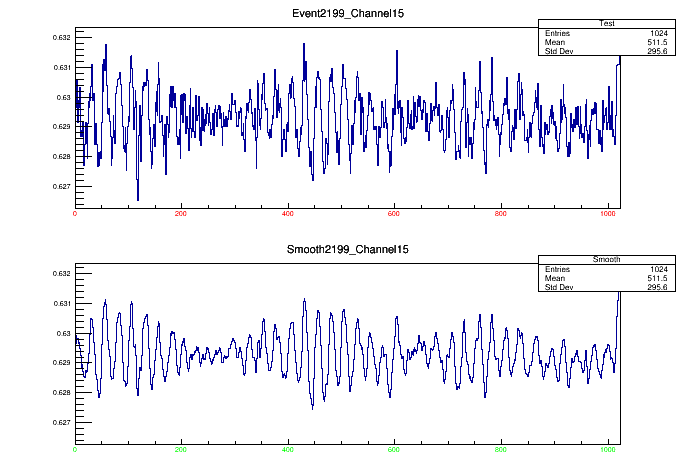 Event2199_Channel15
Test
Entries 1024
Mean 511.5
Std Dev 295.6
0.632
0.631
0.63
0.629
0.628
0.627
0 200 400 600 800 1000
Smooth2199_Channel15
Smooth
Entries 1024
Mean 511.5
Std Dev 295.6
0.632
0.631
0.63
0.629
0.628
0.627
0 200 400 600 800 1000